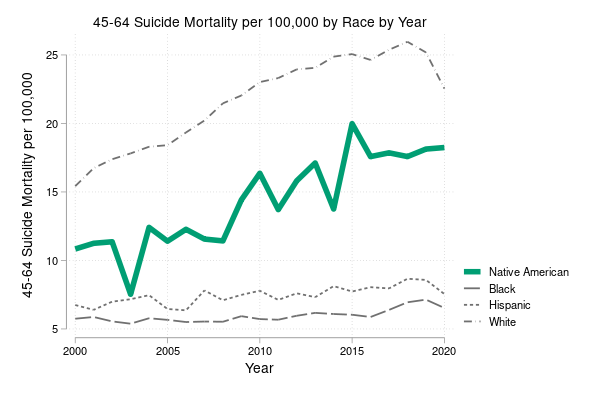 45-64 Suicide Mortality per 100,000 by Race by Year
45-64 Suicide Mortality per 100,000
25
20
15
10
5
2000
2005
2010
2015
2020
Year
Native American
Black
Hispanic
White